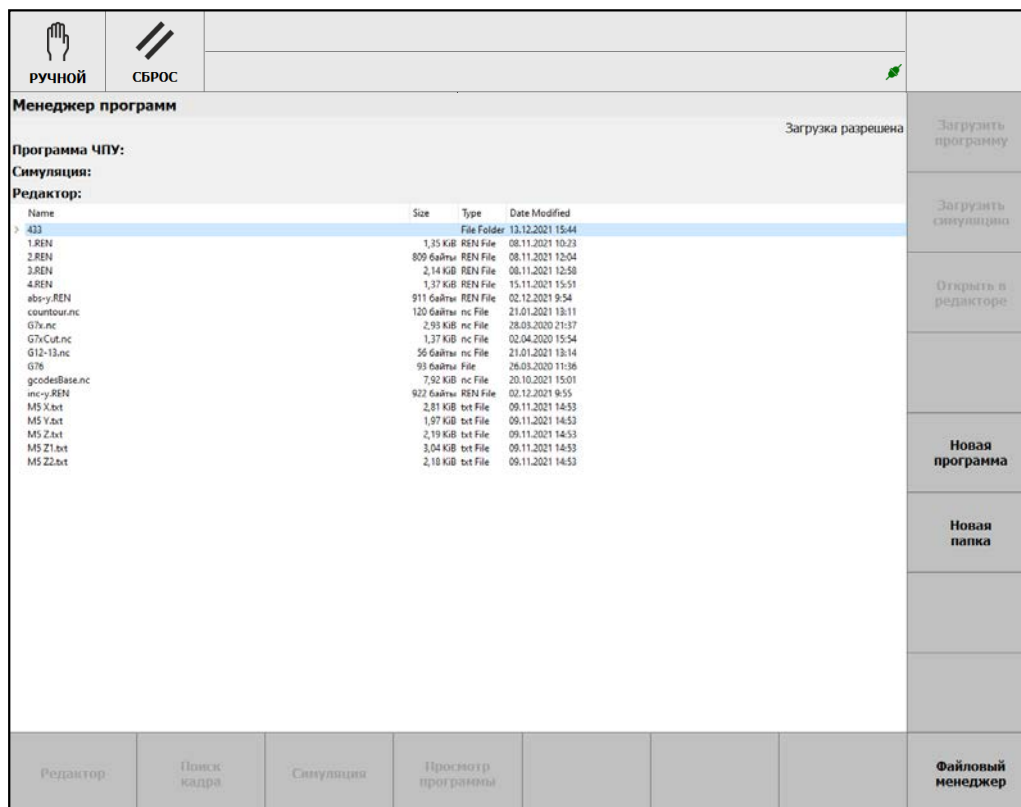 РУЧНОЙ
СБРОС
Менеджер программ
Загрузка разрешена
Программа ЧПУ:
Симуляция:
Редактор:
Name Size Type Date Modified
433 File Folder 13.12.2021 15:44
1.REN 1,35 KiB REN File 08.11.2021 10:23
2.REN 809 байты REN File 08.11.2021 12:04
3.REN 2,14 KiB REN File 08.11.2021 12:58
4.REN 1,37 KiB REN File 15.11.2021 15:51
abs-y.REN 911 байты REN File 02.12.2021 9:54
countour.nc 120 байты nc File 21.01.2021 13:11
G7x.nc 2,93 KiB nc File 28.03.2020 21:37
G7xCut.nc 1,37 KiB nc File 02.04.2020 15:54
G12-13.nc 56 байты nc File 21.01.2021 13:14
G76 93 байты File 26.03.2020 11:36
gcodesBase.nc 7,92 KiB nc File 20.10.2021 15:01
inc-y.REN 922 байты REN File 02.12.2021 9:55
M5 X.txt 2,81 KiB txt File 09.11.2021 14:53
M5 Y.txt 1,97 KiB txt File 09.11.2021 14:53
M5 Z.txt 2,19 KiB txt File 09.11.2021 14:53
M5 Z1.txt 3,04 KiB txt File 09.11.2021 14:53
M5 Z2.txt 2,18 KiB txt File 09.11.2021 14:53
Загрузить
программу
Загрузить
симуляцию
Открыть в
редакторе
Новая
программа
Новая
папка
Редактор
Поиск
кадра
Симуляция
Просмотр
программы
Файловый
менеджер